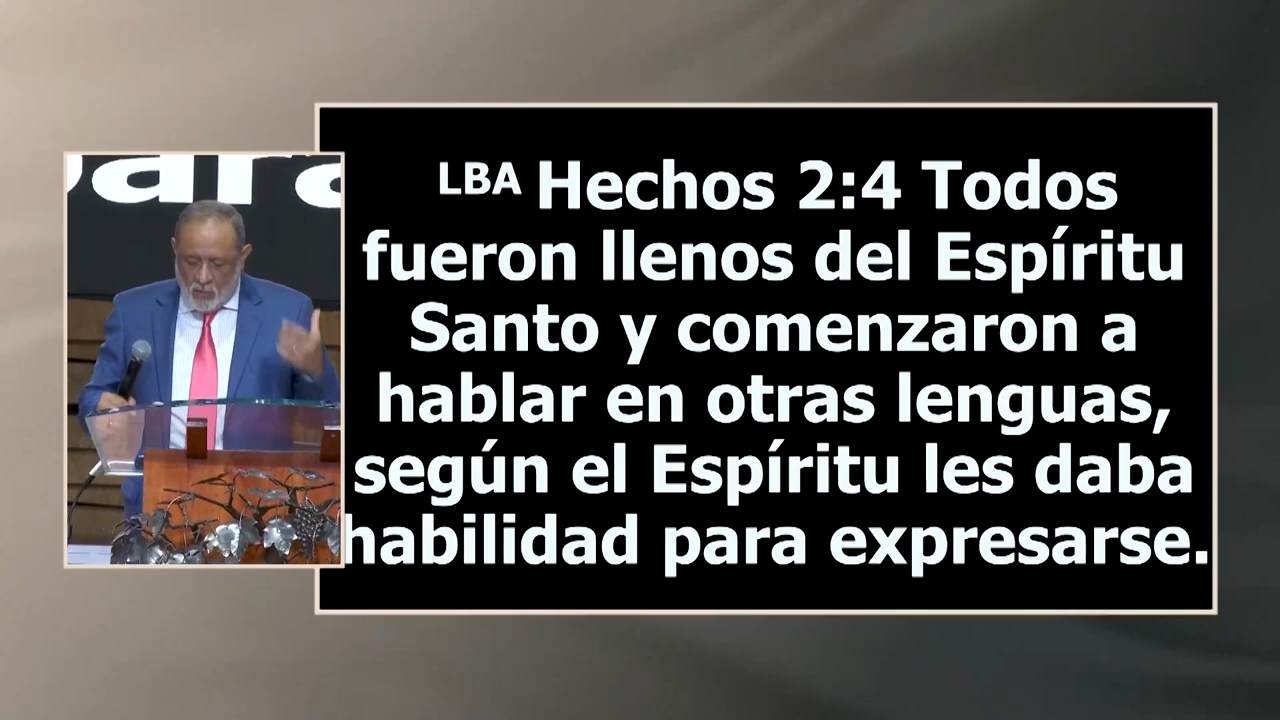 LBA Hechos 2:4 Todos
fueron llenos del Espíritu
Santo y comenzaron a
hablar en otras lenguas,
según el Espíritu les daba
habilidad para expresarse.